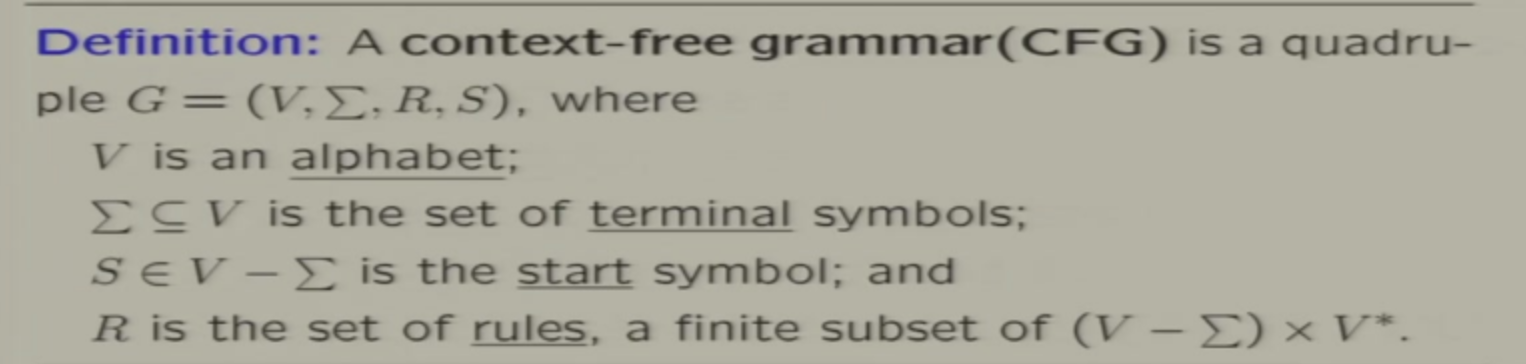 Definition: A context-free grammar(CFG) is a quadru-
ple G = (V, Σ, R, S), where
V is an alphabet;
Σ ⊆ V is the set of terminal symbols;
S ∈ V − Σ is the start symbol; and
R is the set of rules, a finite subset of (V − Σ) × V*.